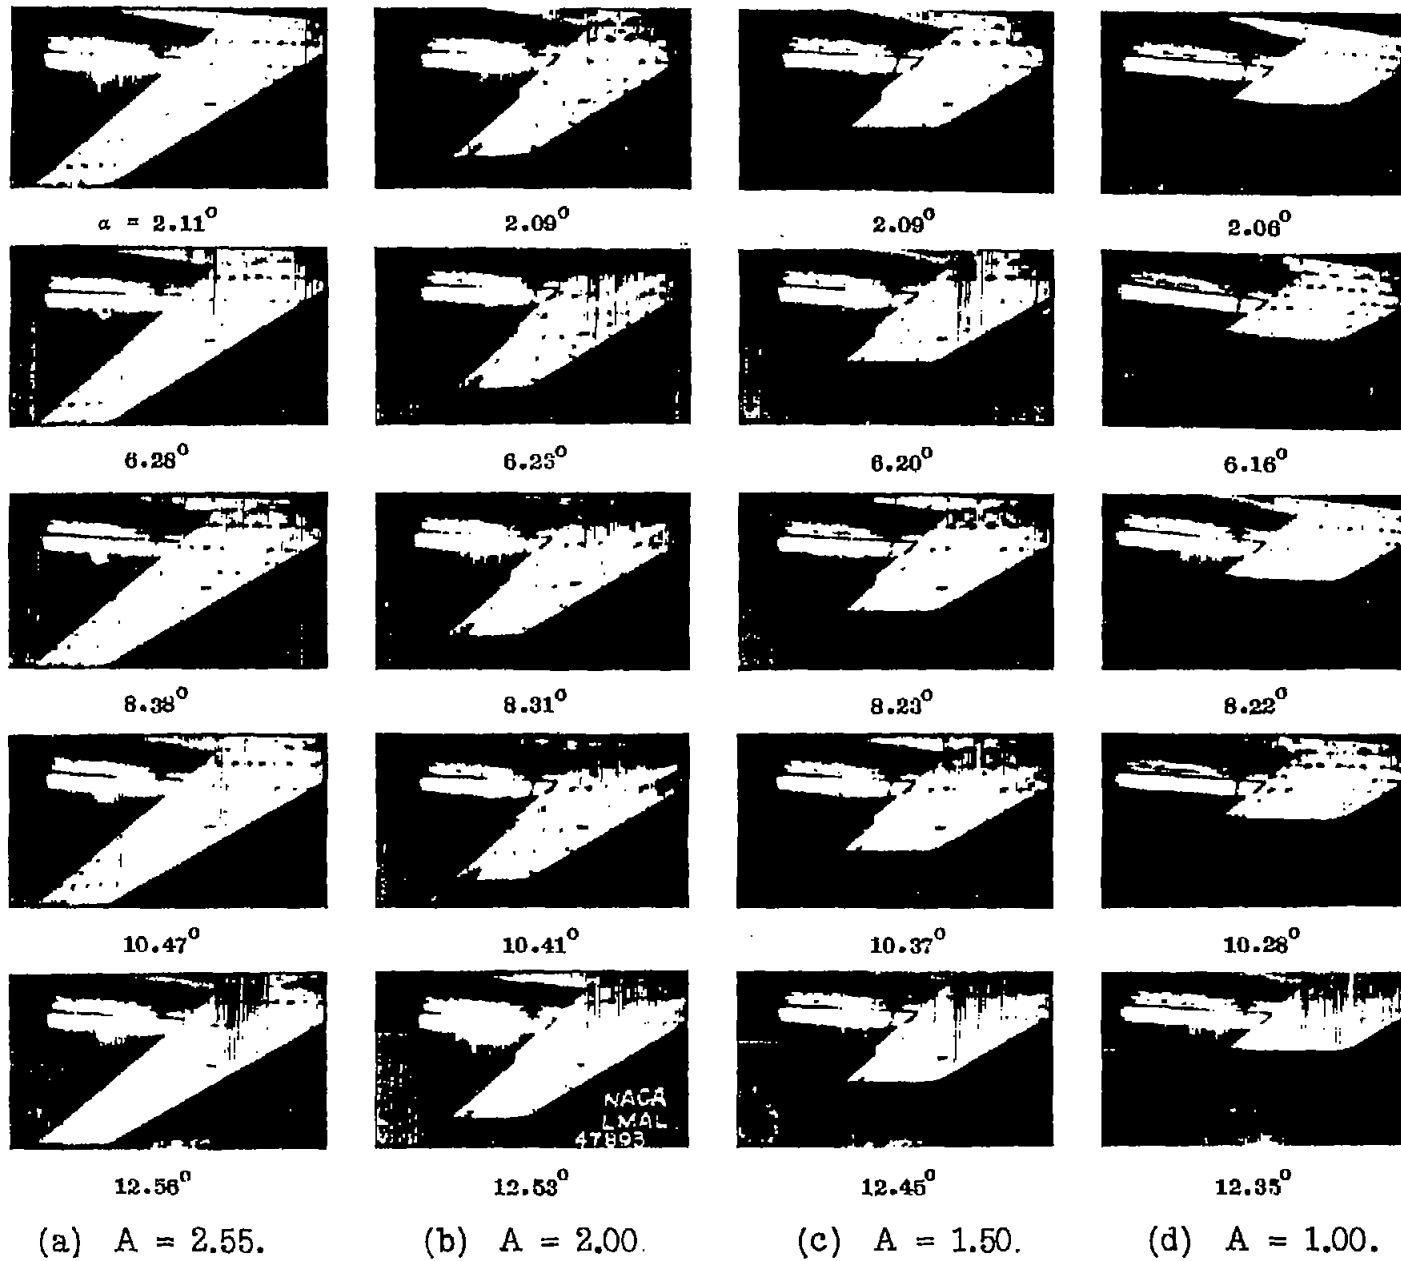 α = 2.11° 2.09° 2.09° 2.06°
6.28° 6.23° 6.20° 6.16°
8.38° 8.31° 8.23° 8.22°
10.47° 10.41° 10.37° 10.28°
NACA
LMAL
47893
12.56° 12.53° 12.45° 12.35°
(a) A = 2.55. (b) A = 2.00. (c) A = 1.50. (d) A = 1.00.